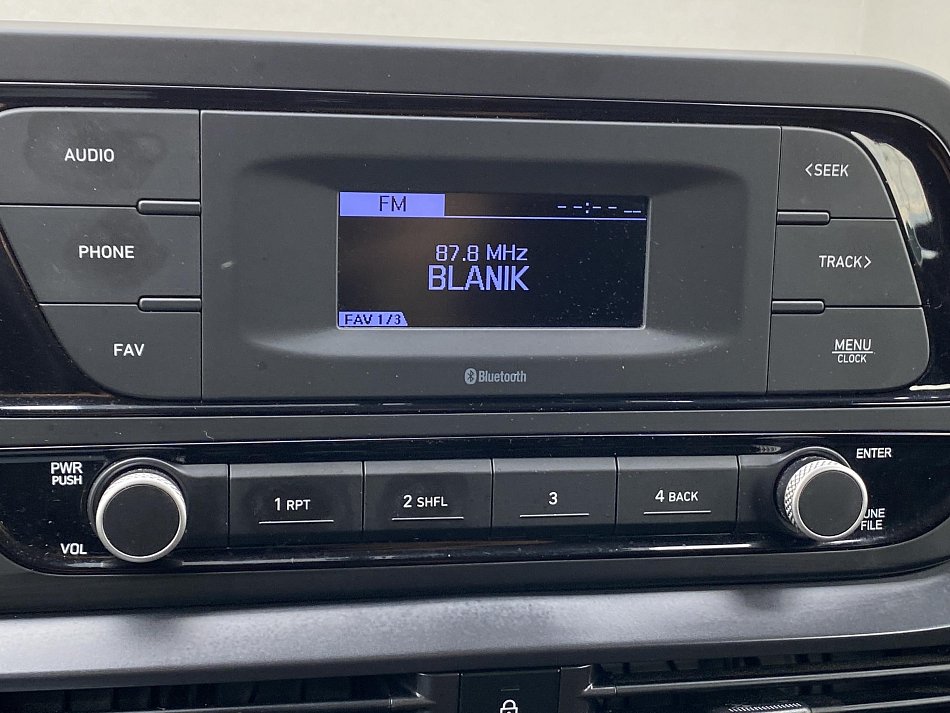 AUDIO
PHONE
FAV
FM
--:-- __
87.8 MHz
BLANIK
FAV 1/3
Bluetooth
<SEEK
TRACK>
MENU
CLOCK
PWR
PUSH
VOL
1 RPT
2 SHFL
3
4 BACK
ENTER
FILE